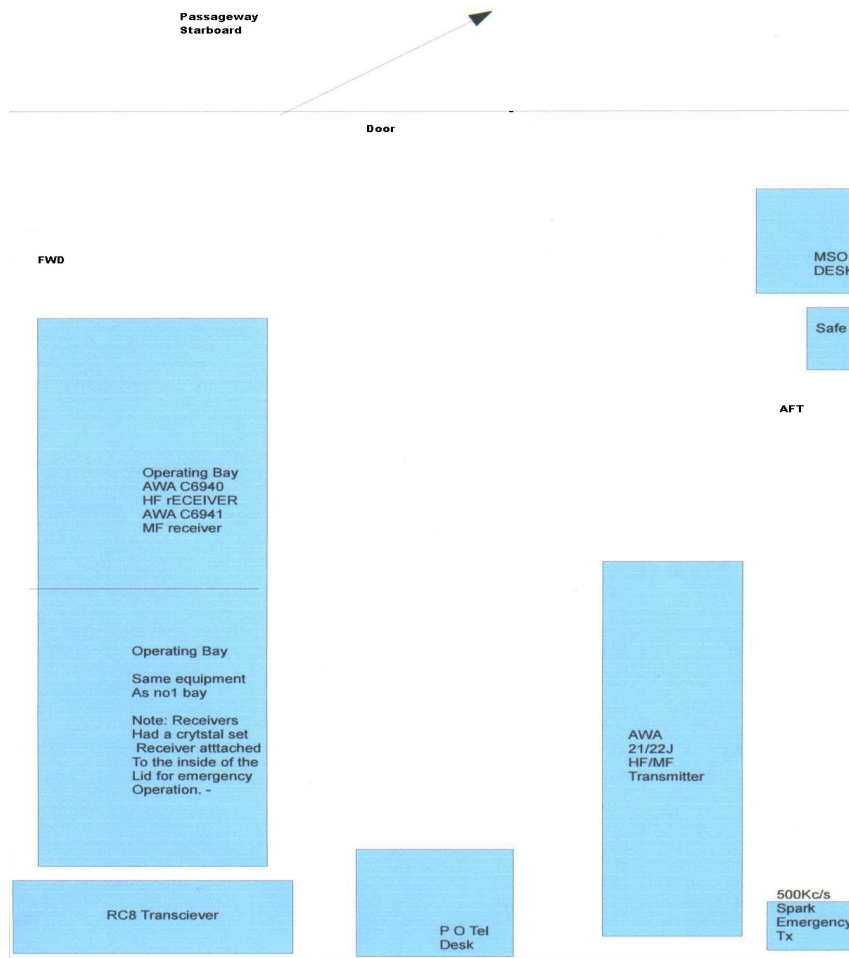 Passageway
Starboard
Door
FWD
MSO
DESK
Safe
AFT
Operating Bay
AWA C6940
HF rECEIVER
AWA C6941
MF receiver
Operating Bay
Same equipment
As no1 bay
Note: Receivers
Had a crytstal set
Receiver atttached
To the inside of the
Lid for emergency
Operation. -
AWA
21/22J
HF/MF
Transmitter
RC8 Transciever
P O Tel
Desk
500Kc/s
Spark
Emergency
Tx